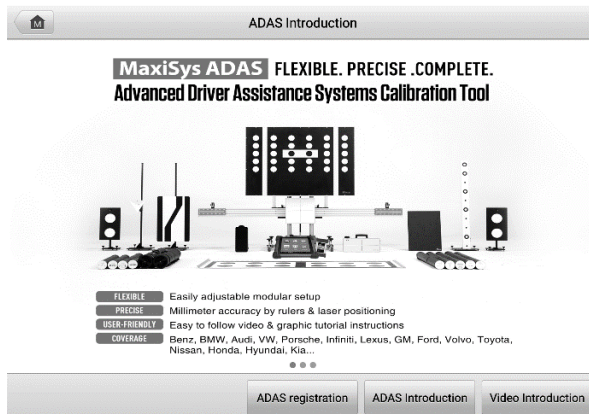 M
ADAS Introduction
MaxiSys ADAS FLEXIBLE. PRECISE .COMPLETE.
Advanced Driver Assistance Systems Calibration Tool
FLEXIBLE Easily adjustable modular setup
PRECISE Millimeter accuracy by rulers & laser positioning
USER-FRIENDLY Easy to follow video & graphic tutorial instructions
COVERAGE Benz, BMW, Audi, VW, Porsche, Infiniti, Lexus, GM, Ford, Volvo, Toyota,
Nissan, Honda, Hyundai, Kia...
ADAS registration ADAS Introduction Video Introduction